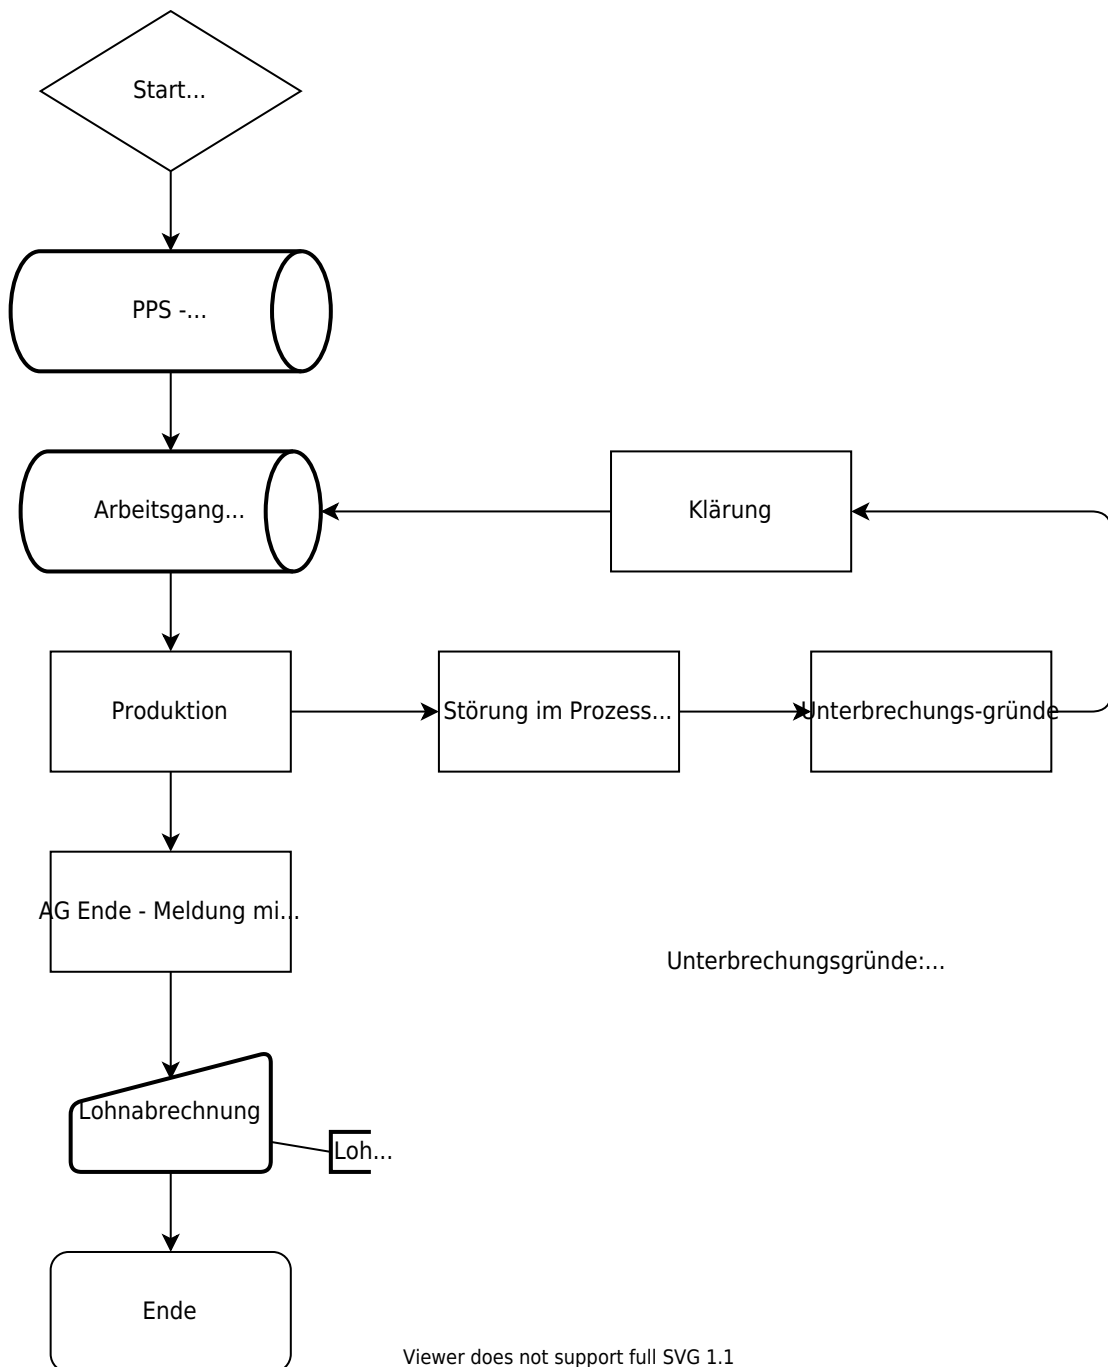 Start...
PPS -...
Arbeitsgang...
Klärung
Produktion
Störung im Prozess...
Unterbrechungs-gründe
AG Ende - Meldung mi...
Unterbrechungsgründe:...
Lohnabrechnung
Loh...
Ende
Viewer does not support full SVG 1.1